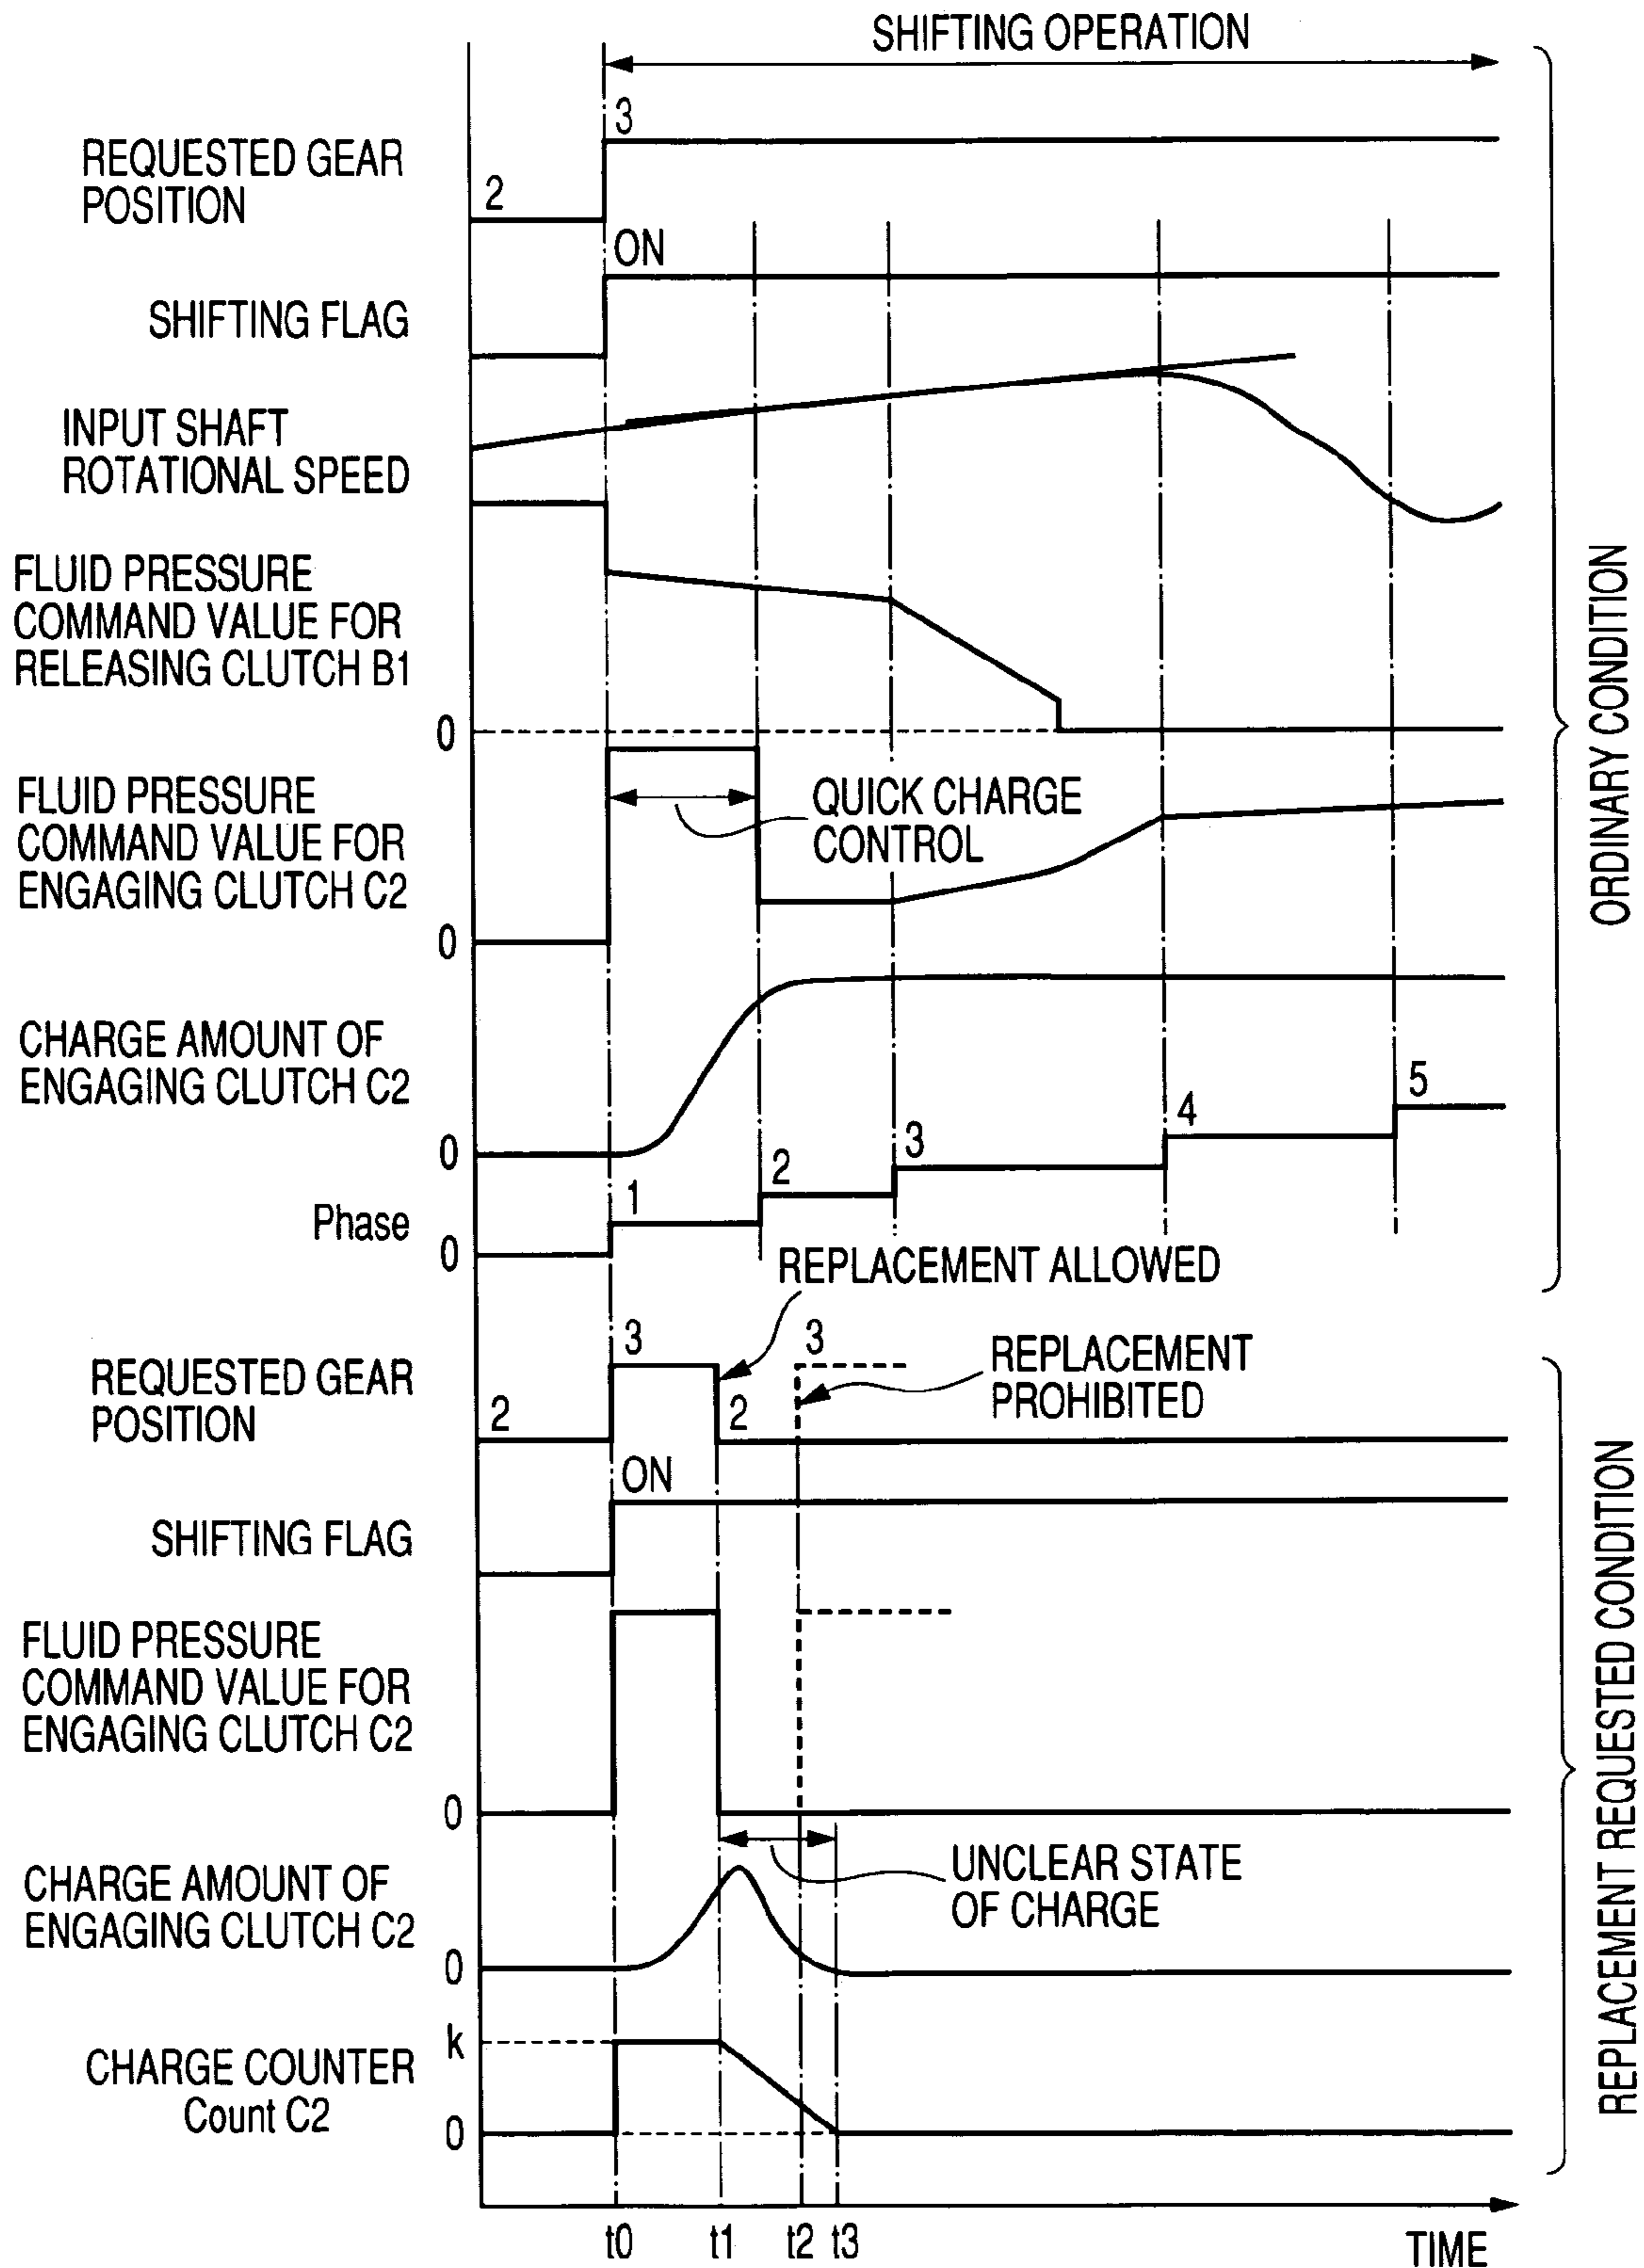 SHIFTING OPERATION
3
REQUESTED GEAR
POSITION
2
ON
SHIFTING FLAG
INPUT SHAFT
ROTATIONAL SPEED
FLUID PRESSURE
COMMAND VALUE FOR
RELEASING CLUTCH B1
0
FLUID PRESSURE
COMMAND VALUE FOR
ENGAGING CLUTCH C2
QUICK CHARGE
CONTROL
0
CHARGE AMOUNT OF
ENGAGING CLUTCH C2
0
Phase
0
1
2
3
4
5
ORDINARY CONDITION
REPLACEMENT ALLOWED
REQUESTED GEAR
POSITION
2
3
2
3
REPLACEMENT
PROHIBITED
ON
SHIFTING FLAG
FLUID PRESSURE
COMMAND VALUE FOR
ENGAGING CLUTCH C2
0
UNCLEAR STATE
OF CHARGE
CHARGE AMOUNT OF
ENGAGING CLUTCH C2
0
k
CHARGE COUNTER
Count C2
0
REPLACEMENT REQUESTED CONDITION
t0
t1
t2
t3
TIME